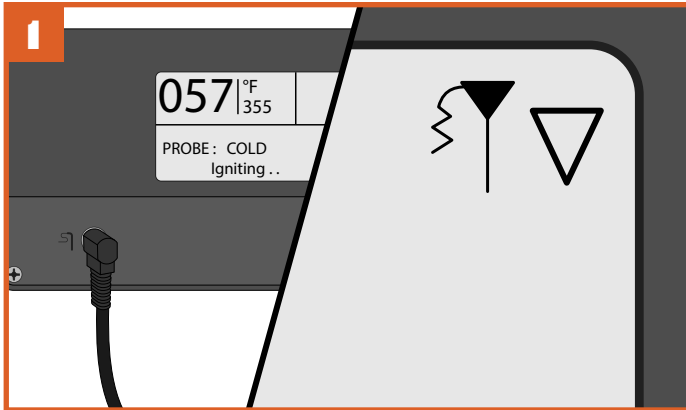 1
057 °F
355
PROBE : COLD
Igniting . .